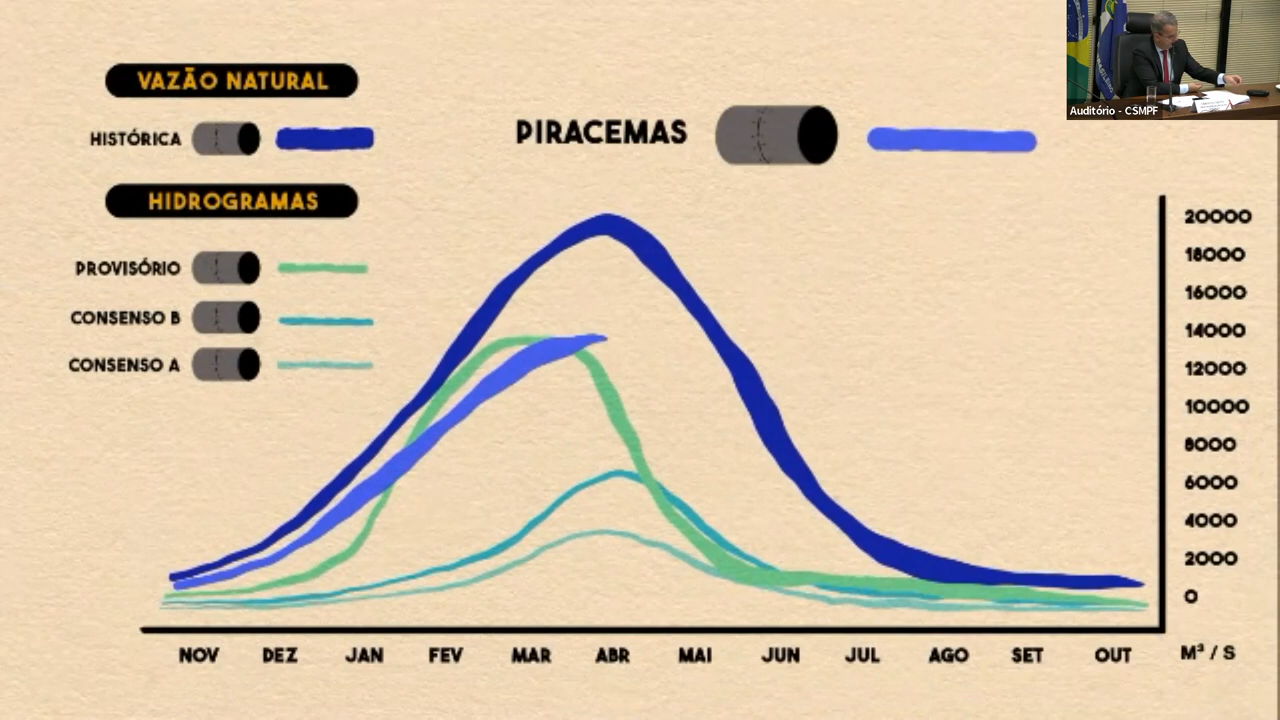 VAZÃO NATURAL
HISTÓRICA
HIDROGRAMAS
PROVISÓRIO
CONSENSO B
CONSENSO A
PIRACEMAS
Auditório - CSMPF
20000
18000
16000
14000
12000
10000
8000
6000
4000
2000
0
NOV DEZ JAN FEV MAR ABR MAI JUN JUL AGO SET OUT M³ / S